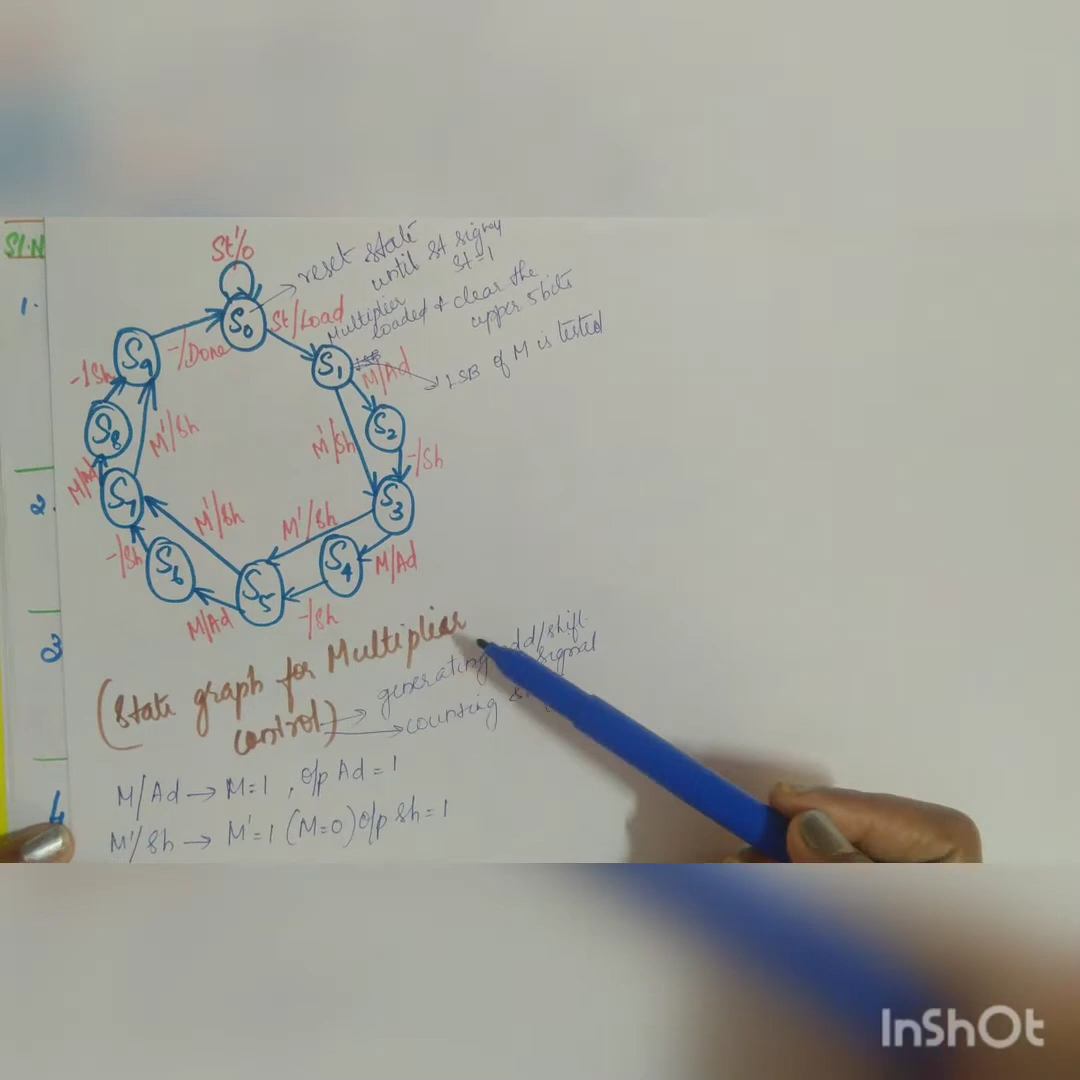 Sl.N
1.
2.
3
4
St'/0
S0
reset state
until st signal
St=1
St/Load
Multiplier
loaded & clear the
upper 5 bits
S1
LSB of M is tested
M/Ad
S2
M'/Sh
-/Sh
S3
M'/Sh
M/Ad
S4
-/Sh
S5
M/Ad
M'/Sh
S6
-/Sh
S7
M/Ad
M'/Sh
S8
-/Sh
S9
-/Done
(State graph for Multiplier
control)
generating add/shift
signal
counting
M/Ad → M=1 , o/p Ad = 1
M'/Sh → M'=1 (M=0) o/p Sh=1
InShOt